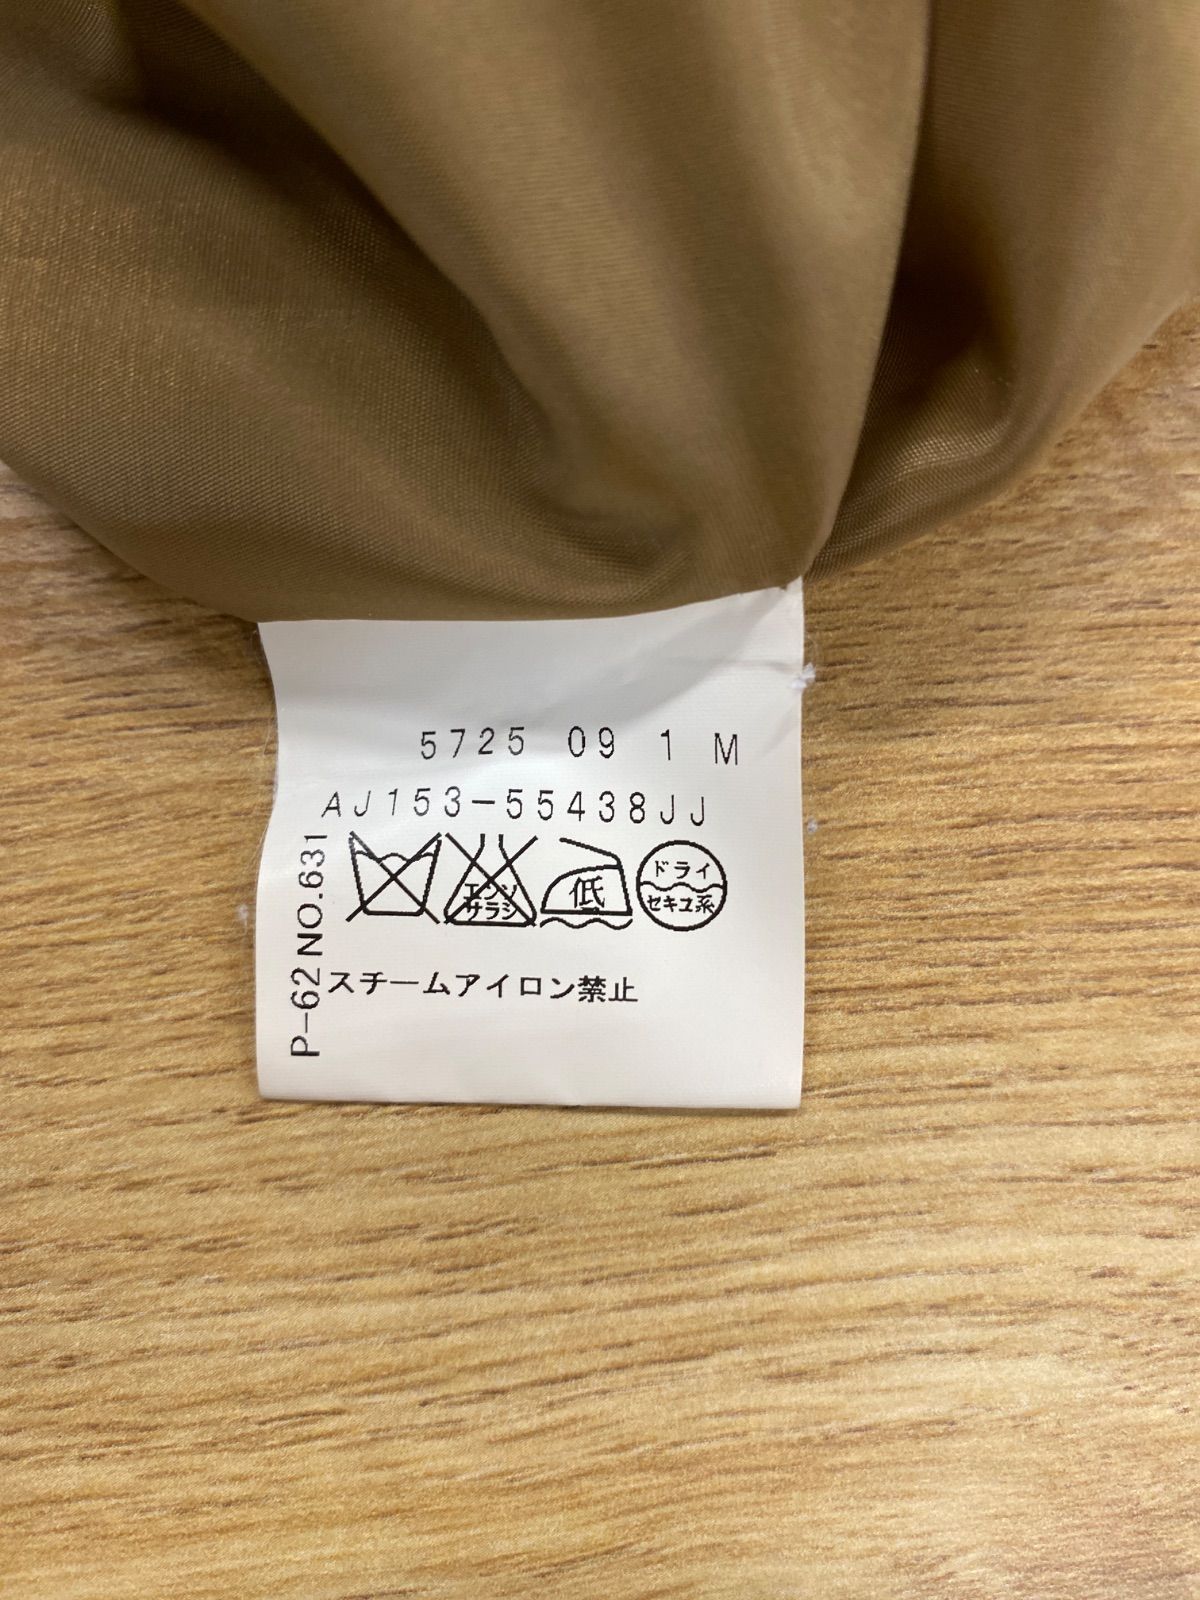 5725 09 1 M
AJ153-55438JJ
P-62 NO.631
エンソ
サラシ
低
ドライ
セキユ系
スチームアイロン禁止